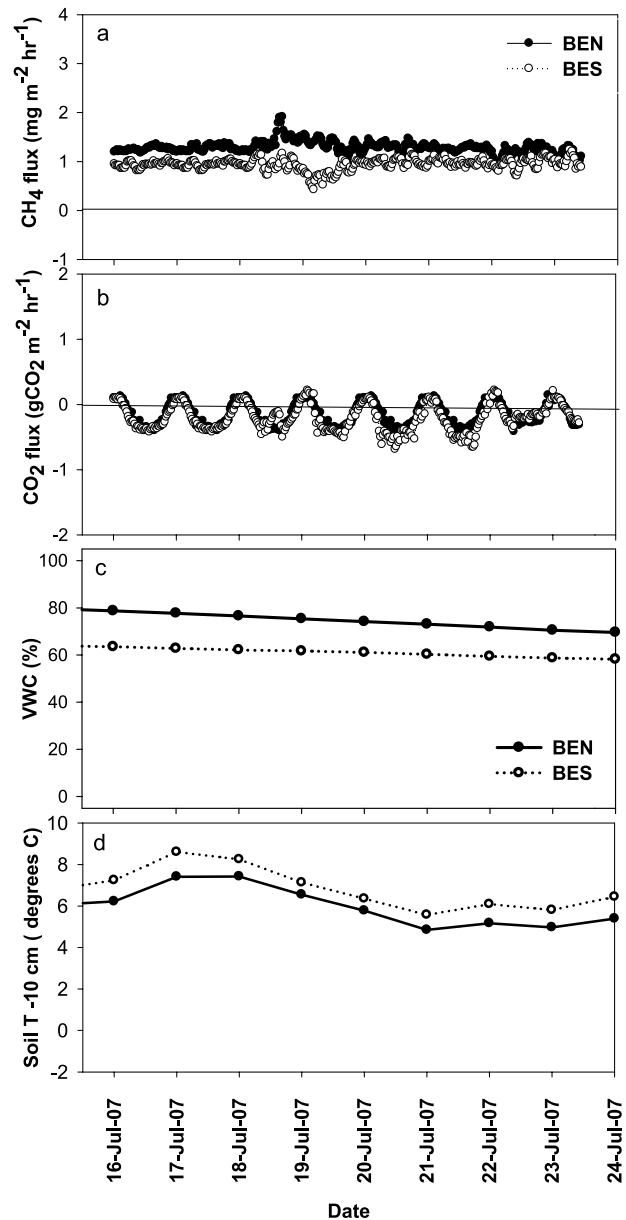 a
BEN
BES
CH4 flux (mg m-2 hr-1)
4
3
2
1
0
-1
b
CO2 flux (gCO2 m-2 hr-1)
2
1
0
-1
-2
c
VWC (%)
100
80
60
40
20
0
BEN
BES
d
Soil T -10 cm ( degrees C)
10
8
6
4
2
0
-2
16-Jul-07
17-Jul-07
18-Jul-07
19-Jul-07
20-Jul-07
21-Jul-07
22-Jul-07
23-Jul-07
24-Jul-07
Date